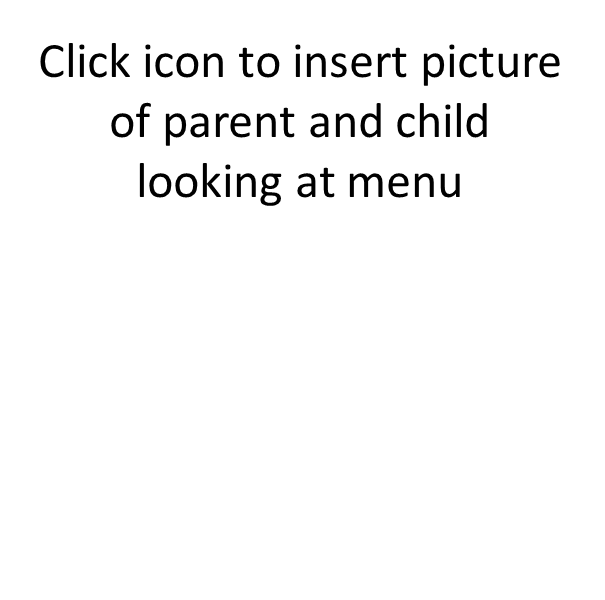 Click icon to insert picture
of parent and child
looking at menu